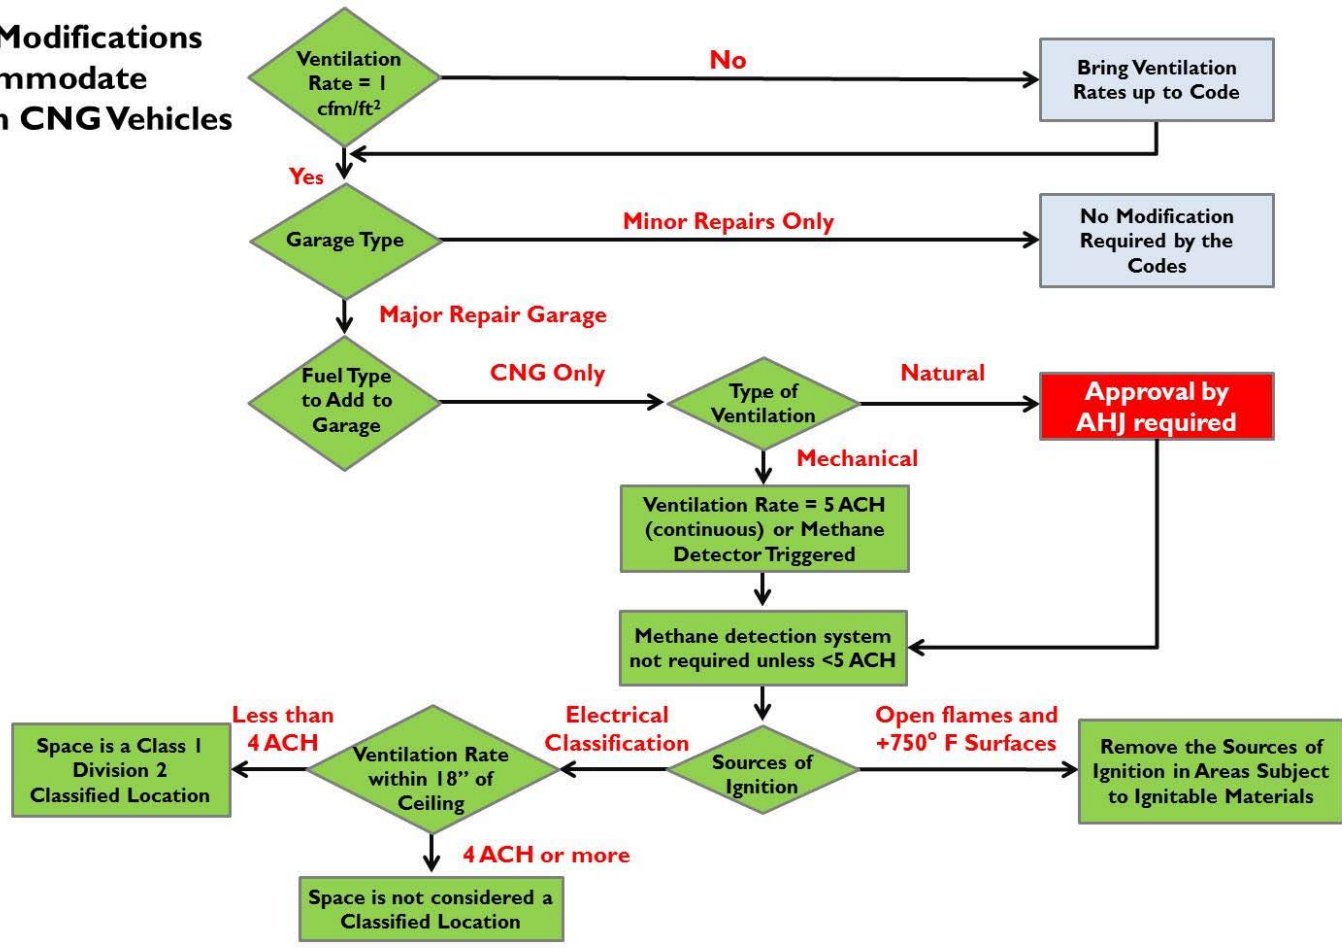 Modifications
mmodate
CNG Vehicles
Ventilation
Rate = 1
cfm/ft²
No
Bring Ventilation
Rates up to Code
Yes
Garage Type
Minor Repairs Only
No Modification
Required by the
Codes
Major Repair Garage
Fuel Type
to Add to
Garage
CNG Only
Type of
Ventilation
Natural
Approval by
AHJ required
Mechanical
Ventilation Rate = 5 ACH
(continuous) or Methane
Detector Triggered
Methane detection system
not required unless <5 ACH
Less than
4 ACH
Electrical
Classification
Open flames and
+750° F Surfaces
Space is a Class 1
Division 2
Classified Location
Ventilation Rate
within 18” of
Ceiling
Sources of
Ignition
Remove the Sources of
Ignition in Areas Subject
to Ignitable Materials
4 ACH or more
Space is not considered a
Classified Location